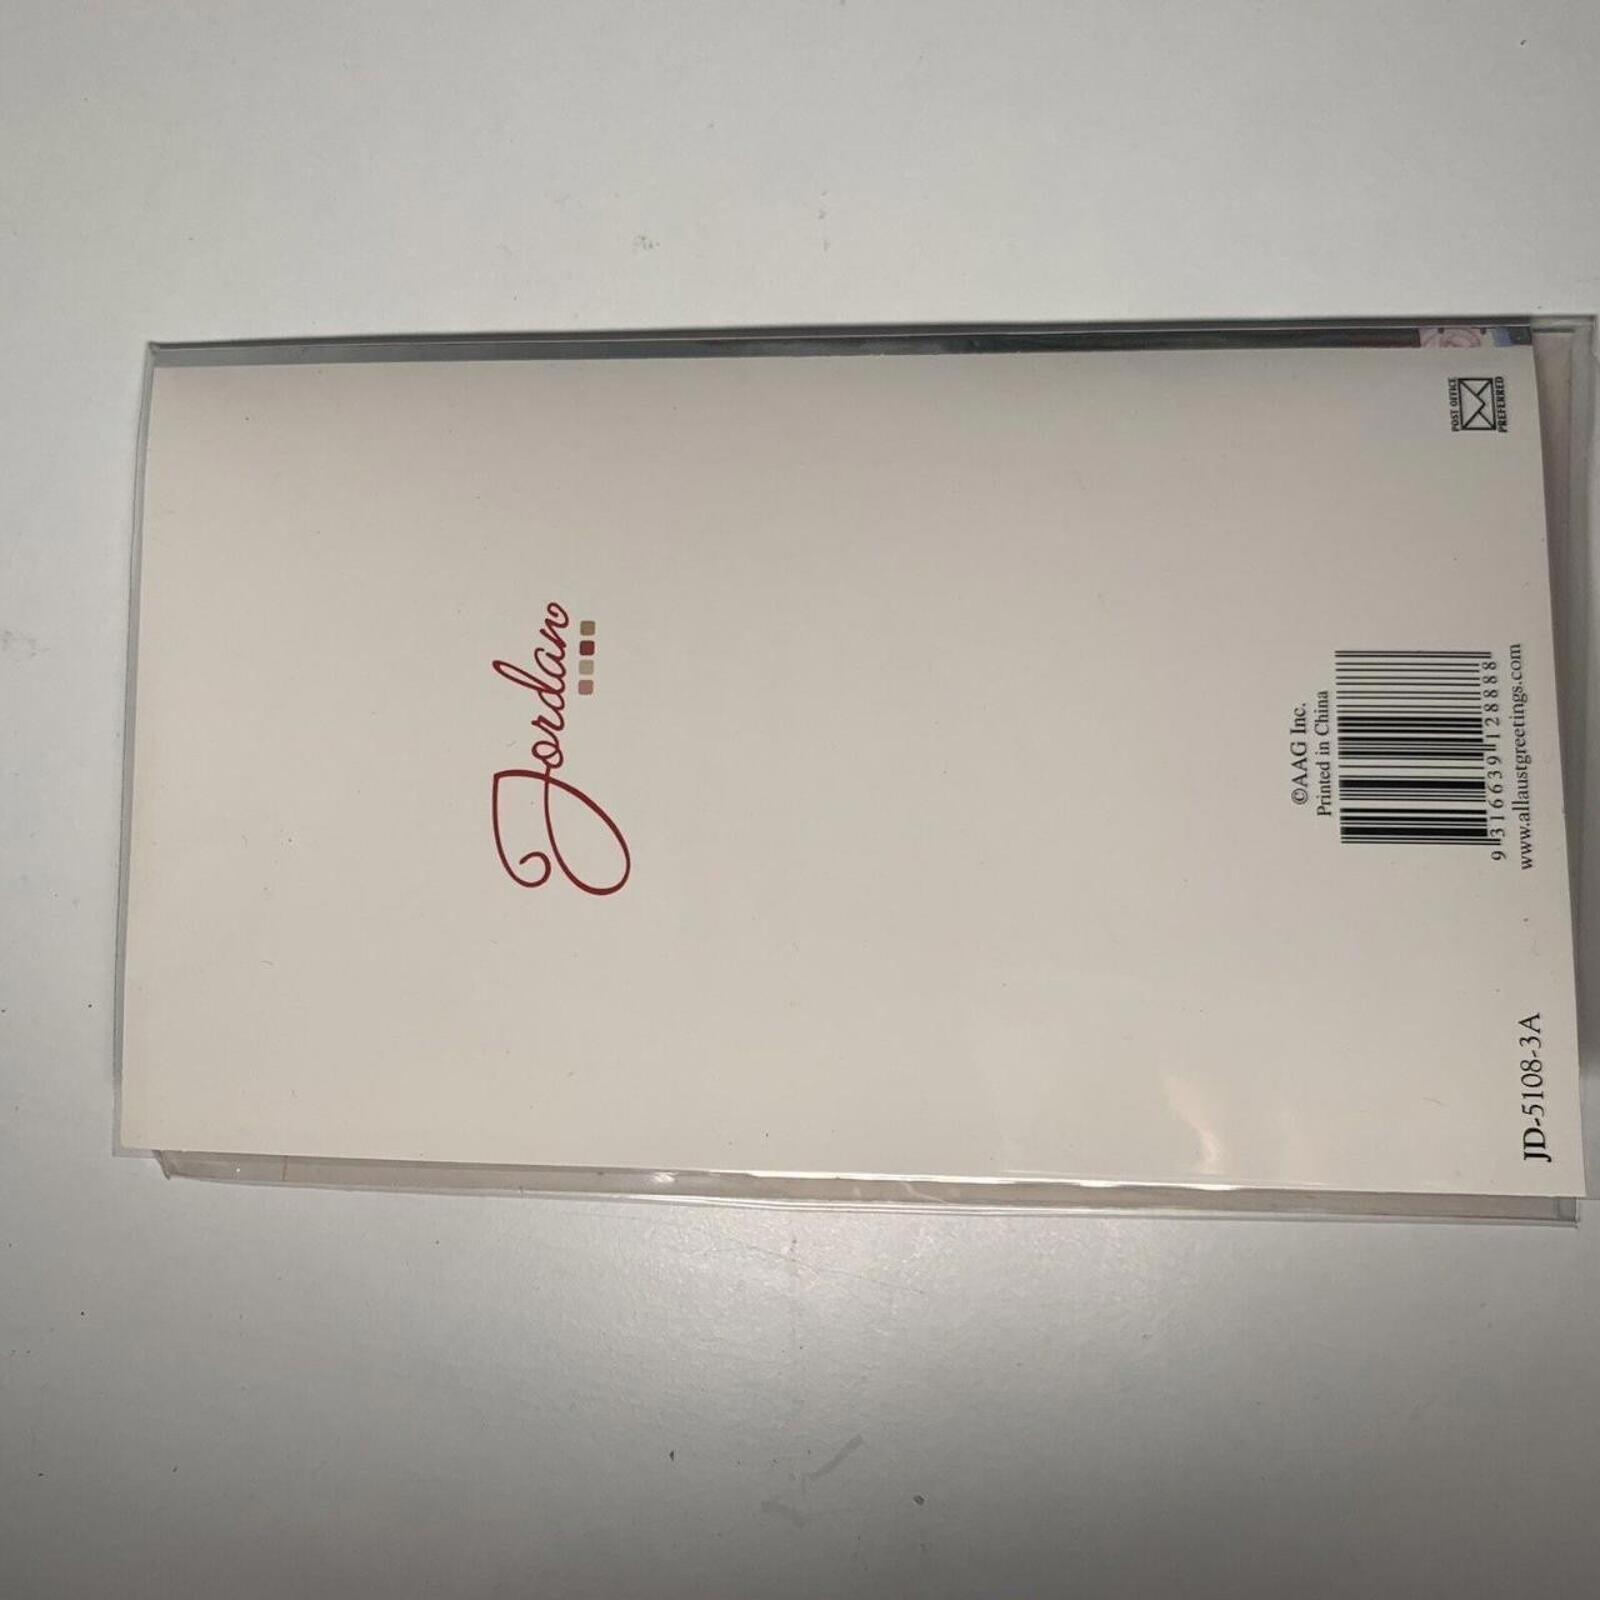 Jordan
©AAG Inc.
Printed in China
9 316639 128888
www.allaustgreetings.com
JD-5108-3A
POST OFFICE
PREFERRED